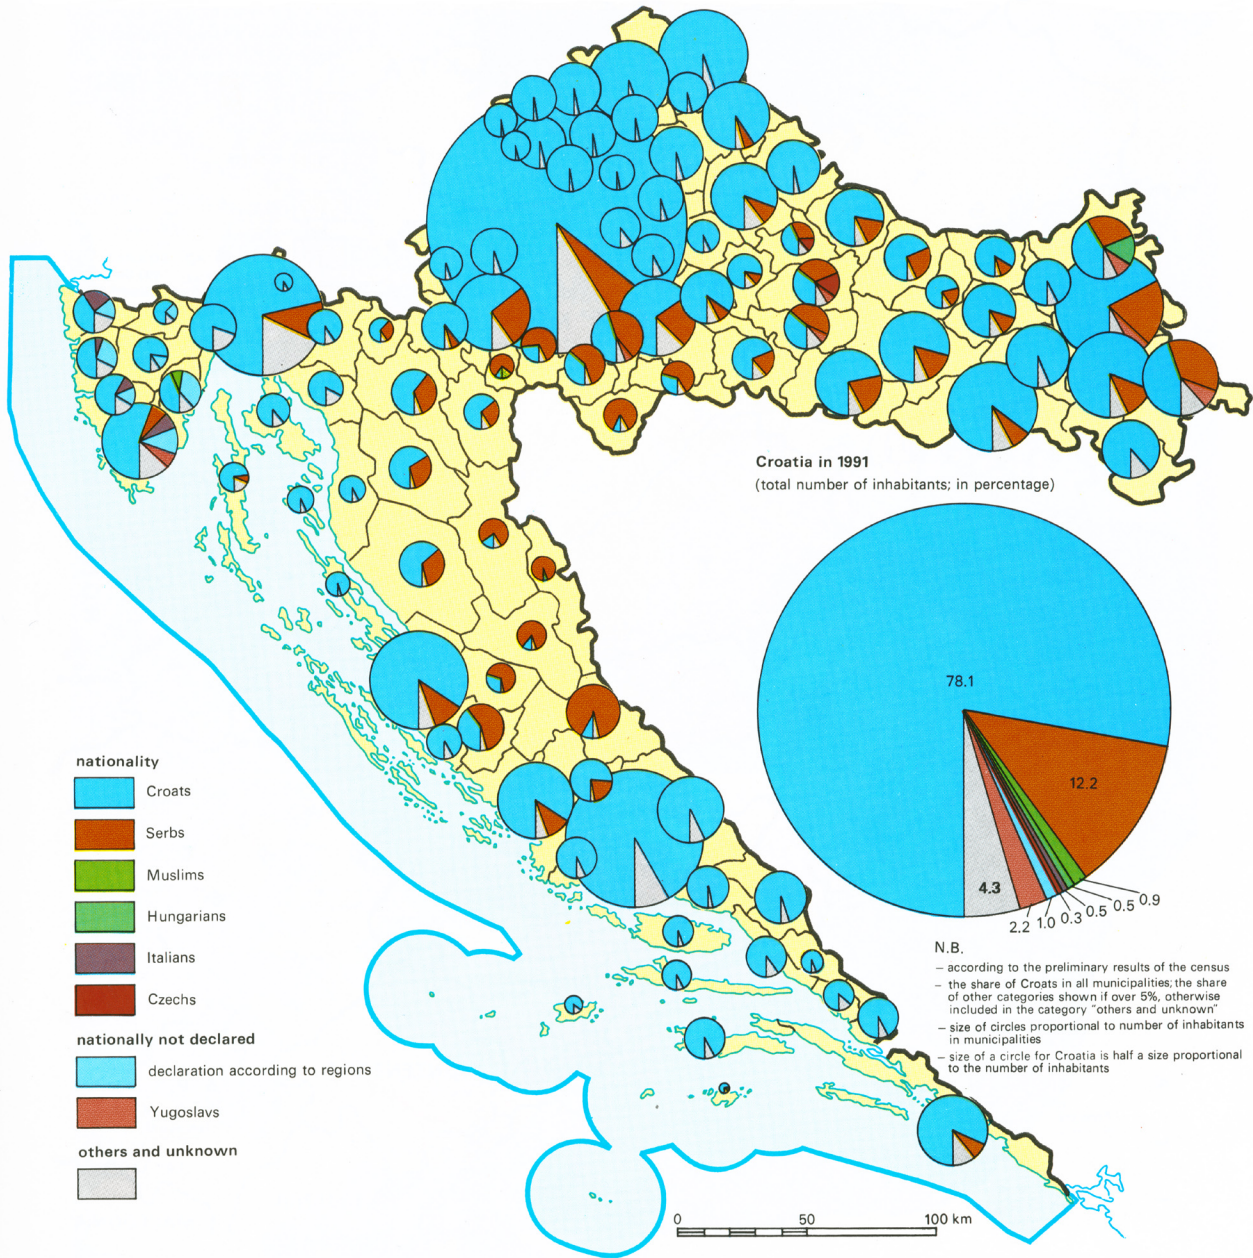 Croatia in 1991
(total number of inhabitants; in percentage)
78.1
12.2
4.3
2.2 1.0 0.3 0.5 0.5 0.9
nationality
Croats
Serbs
Muslims
Hungarians
Italians
Czechs
nationally not declared
declaration according to regions
Yugoslavs
others and unknown
N.B.
– according to the preliminary results of the census
– the share of Croats in all municipalities; the share
of other categories shown if over 5%, otherwise
included in the category "others and unknown"
– size of circles proportional to number of inhabitants
in municipalities
– size of a circle for Croatia is half a size proportional
to the number of inhabitants
0 50 100 km